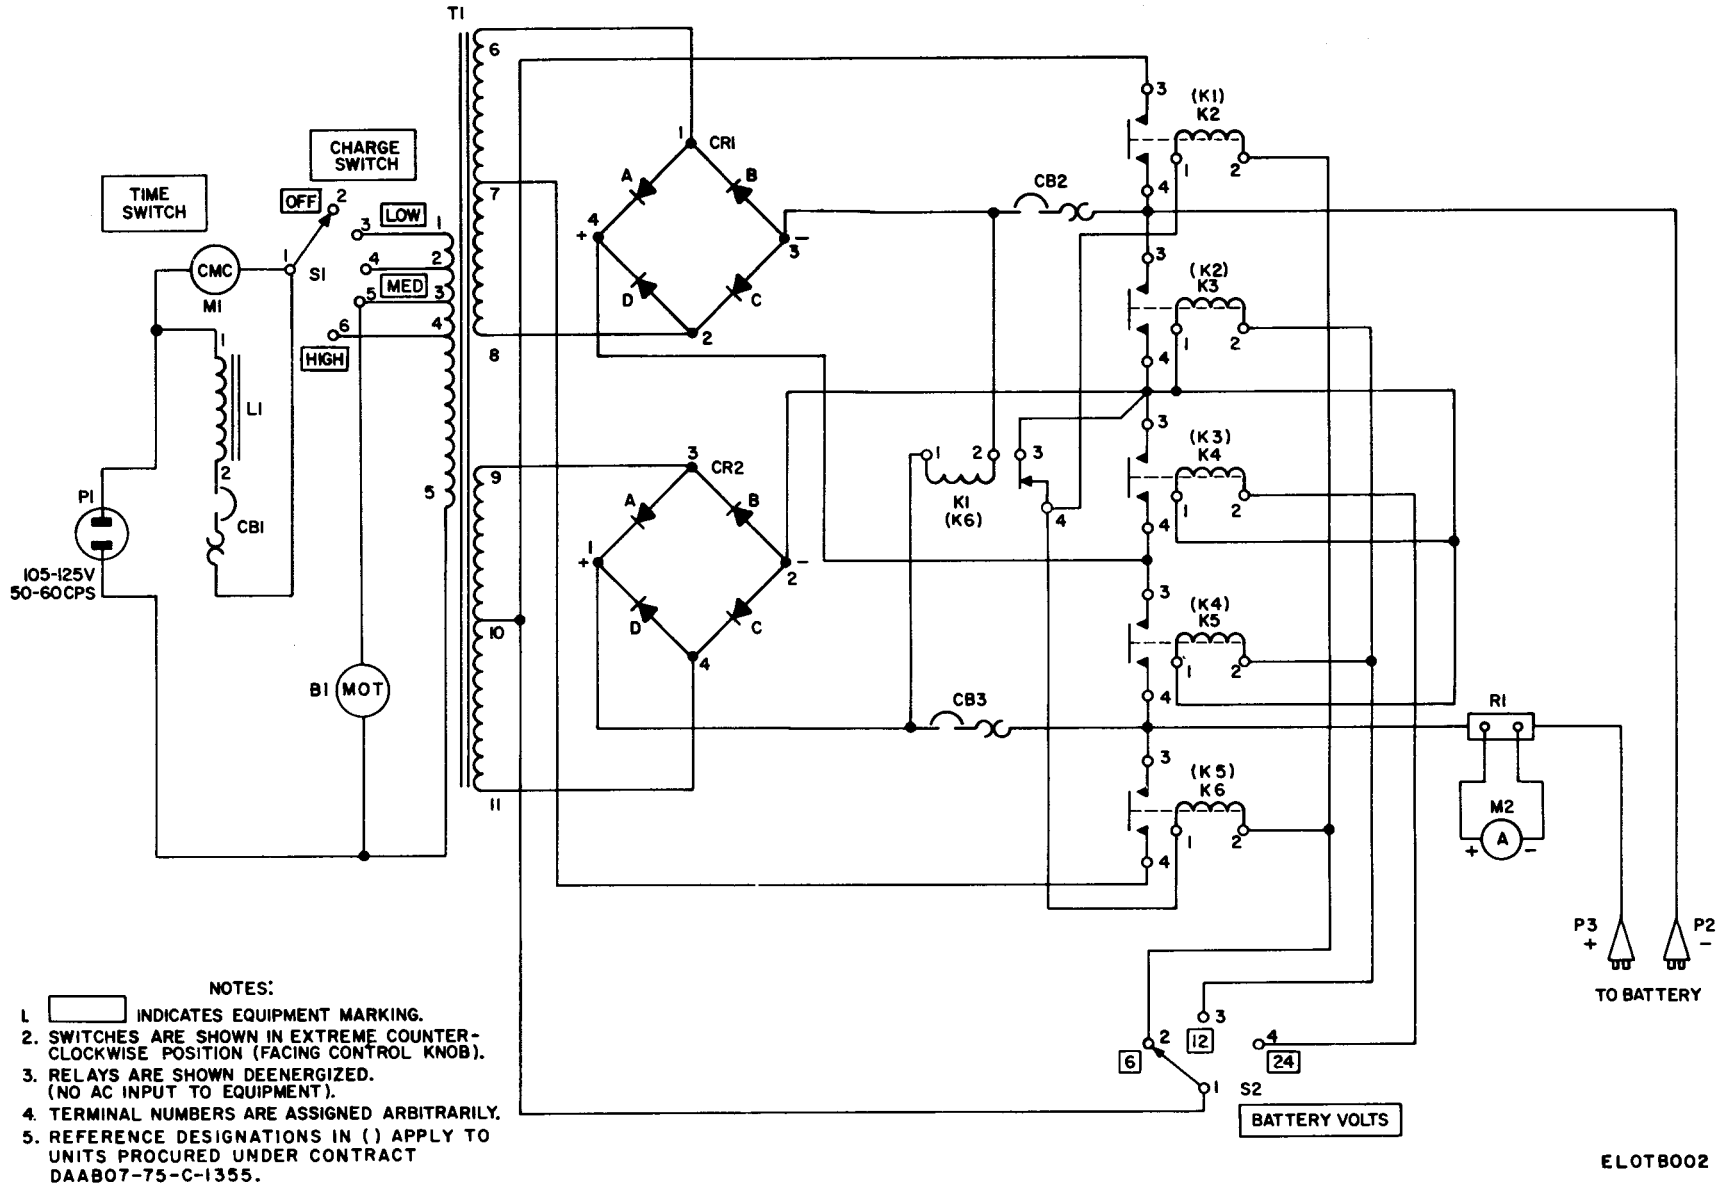 T1
6
7
8
9
10
11
1
2
3
4
5
TIME
SWITCH
CHARGE
SWITCH
OFF
2
3
LOW
4
MED
5
6
HIGH
1
S1
CMC
M1
1
L1
2
CB1
P1
105-125V
50-60CPS
B1
MOT
1
CR1
A
B
4
+
-
3
D
C
2
3
CR2
A
B
1
+
2
-
D
C
4
CB2
CB3
1
2
3
K1
(K6)
4
3
(K1)
K2
1
2
4
3
(K2)
K3
1
2
4
3
(K3)
K4
1
2
4
3
(K4)
K5
1
2
4
3
(K5)
K6
1
2
4
R1
M2
+
A
-
P3
+
P2
-
TO BATTERY
2
6
3
12
4
24
1
S2
BATTERY VOLTS
NOTES:
1. INDICATES EQUIPMENT MARKING.
2. SWITCHES ARE SHOWN IN EXTREME COUNTER-
CLOCKWISE POSITION (FACING CONTROL KNOB).
3. RELAYS ARE SHOWN DEENERGIZED.
(NO AC INPUT TO EQUIPMENT).
4. TERMINAL NUMBERS ARE ASSIGNED ARBITRARILY.
5. REFERENCE DESIGNATIONS IN ( ) APPLY TO
UNITS PROCURED UNDER CONTRACT
DAAB07-75-C-1355.
ELOTB002